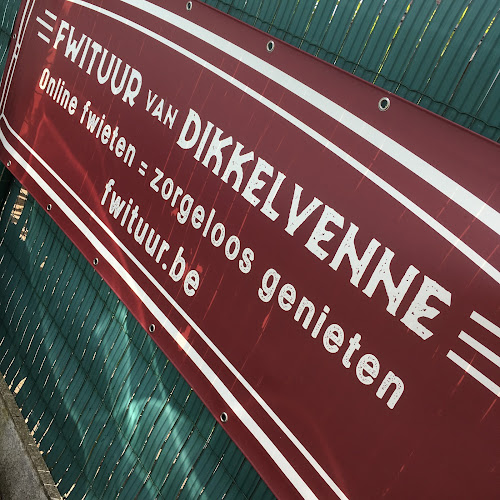 FWITUUR VAN DIKKELVENNE
Online fwieten = zorgeloos genieten
fwituur.be